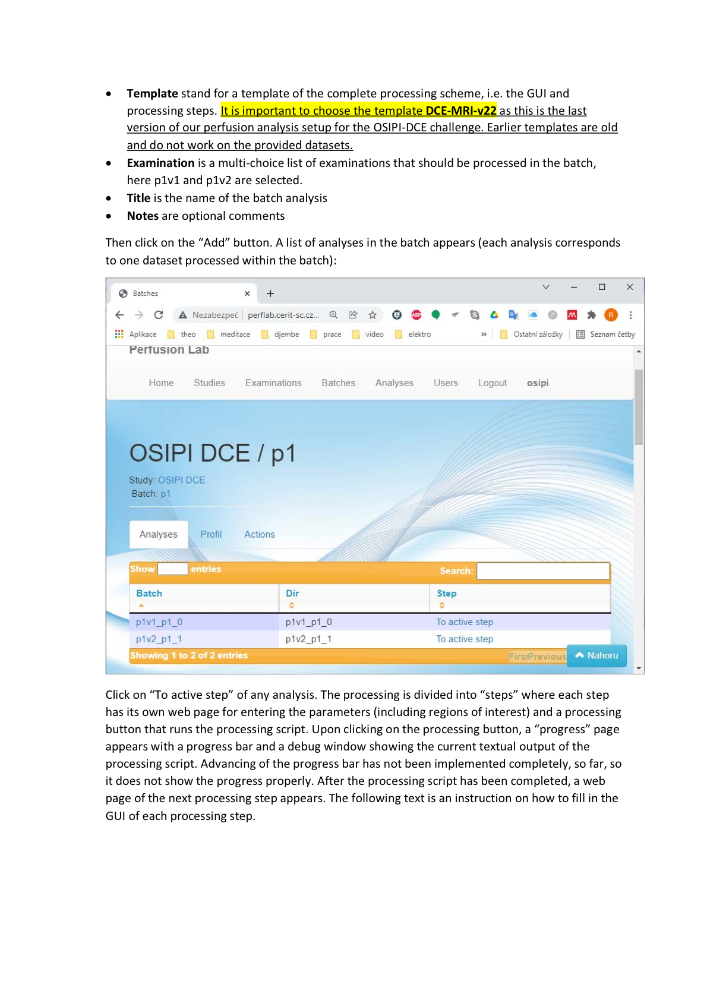 • Template stand for a template of the complete processing scheme, i.e. the GUI and
processing steps. It is important to choose the template DCE-MRI-v22 as this is the last
version of our perfusion analysis setup for the OSIPI-DCE challenge. Earlier templates are old
and do not work on the provided datasets.
• Examination is a multi-choice list of examinations that should be processed in the batch,
here p1v1 and p1v2 are selected.
• Title is the name of the batch analysis
• Notes are optional comments
Then click on the “Add” button. A list of analyses in the batch appears (each analysis corresponds
to one dataset processed within the batch):
Batches
Nezabezpeč perflab.cerit-sc.cz... ABP R
Aplikace theo meditace djembe prace video elektro » Ostatní záložky Seznam četby
Perfusion Lab
Home Studies Examinations Batches Analyses Users Logout osipi
OSIPI DCE / p1
Study: OSIPI DCE
Batch: p1
Analyses Profil Actions
Show entries Search:
Batch Dir Step
p1v1_p1_0 p1v1_p1_0 To active step
p1v2_p1_1 p1v2_p1_1 To active step
Showing 1 to 2 of 2 entries FirstPrevious Nahoru
Click on “To active step” of any analysis. The processing is divided into “steps” where each step
has its own web page for entering the parameters (including regions of interest) and a processing
button that runs the processing script. Upon clicking on the processing button, a “progress” page
appears with a progress bar and a debug window showing the current textual output of the
processing script. Advancing of the progress bar has not been implemented completely, so far, so
it does not show the progress properly. After the processing script has been completed, a web
page of the next processing step appears. The following text is an instruction on how to fill in the
GUI of each processing step.